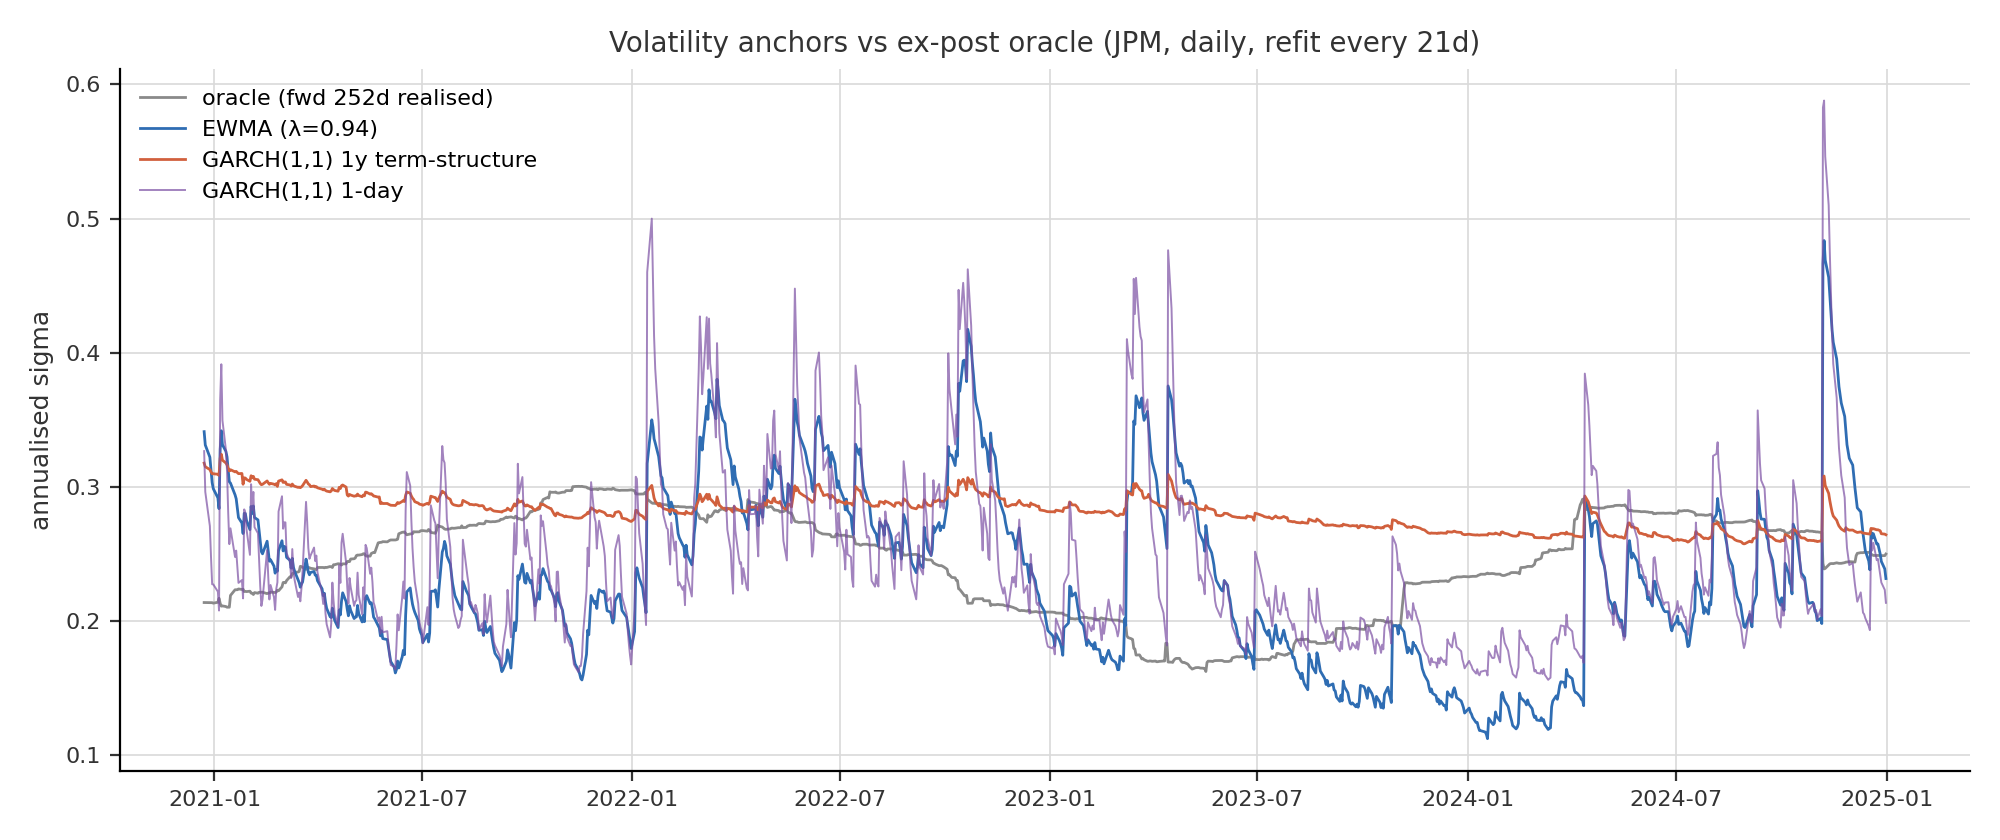 Volatility anchors vs ex-post oracle (JPM, daily, refit every 21d)
oracle (fwd 252d realised)
EWMA (λ=0.94)
GARCH(1,1) 1y term-structure
GARCH(1,1) 1-day
annualised sigma
0.6
0.5
0.4
0.3
0.2
0.1
2021-01 2021-07 2022-01 2022-07 2023-01 2023-07 2024-01 2024-07 2025-01